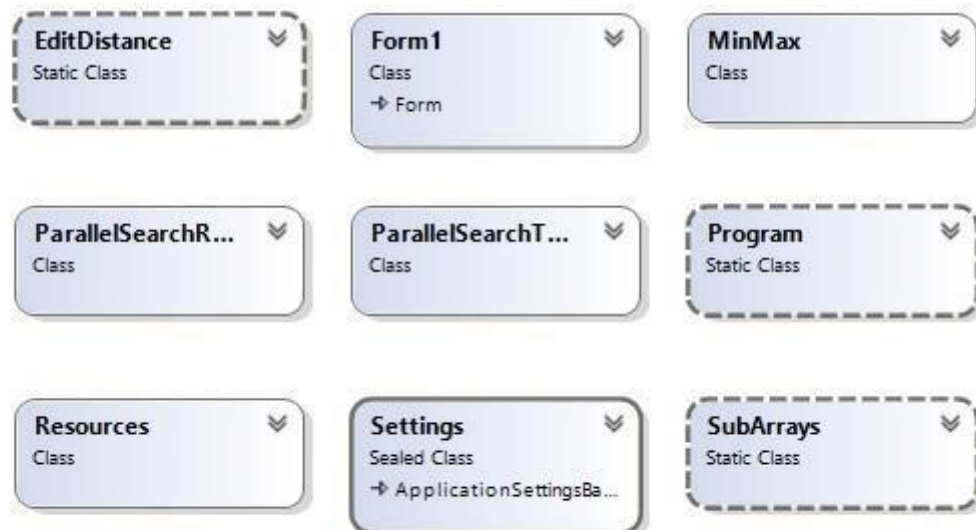 EditDistance
Static Class
Form1
Class
Form
MinMax
Class
ParallelSearchR...
Class
ParallelSearchT...
Class
Program
Static Class
Resources
Class
Settings
Sealed Class
ApplicationSettingsBa...
SubArrays
Static Class